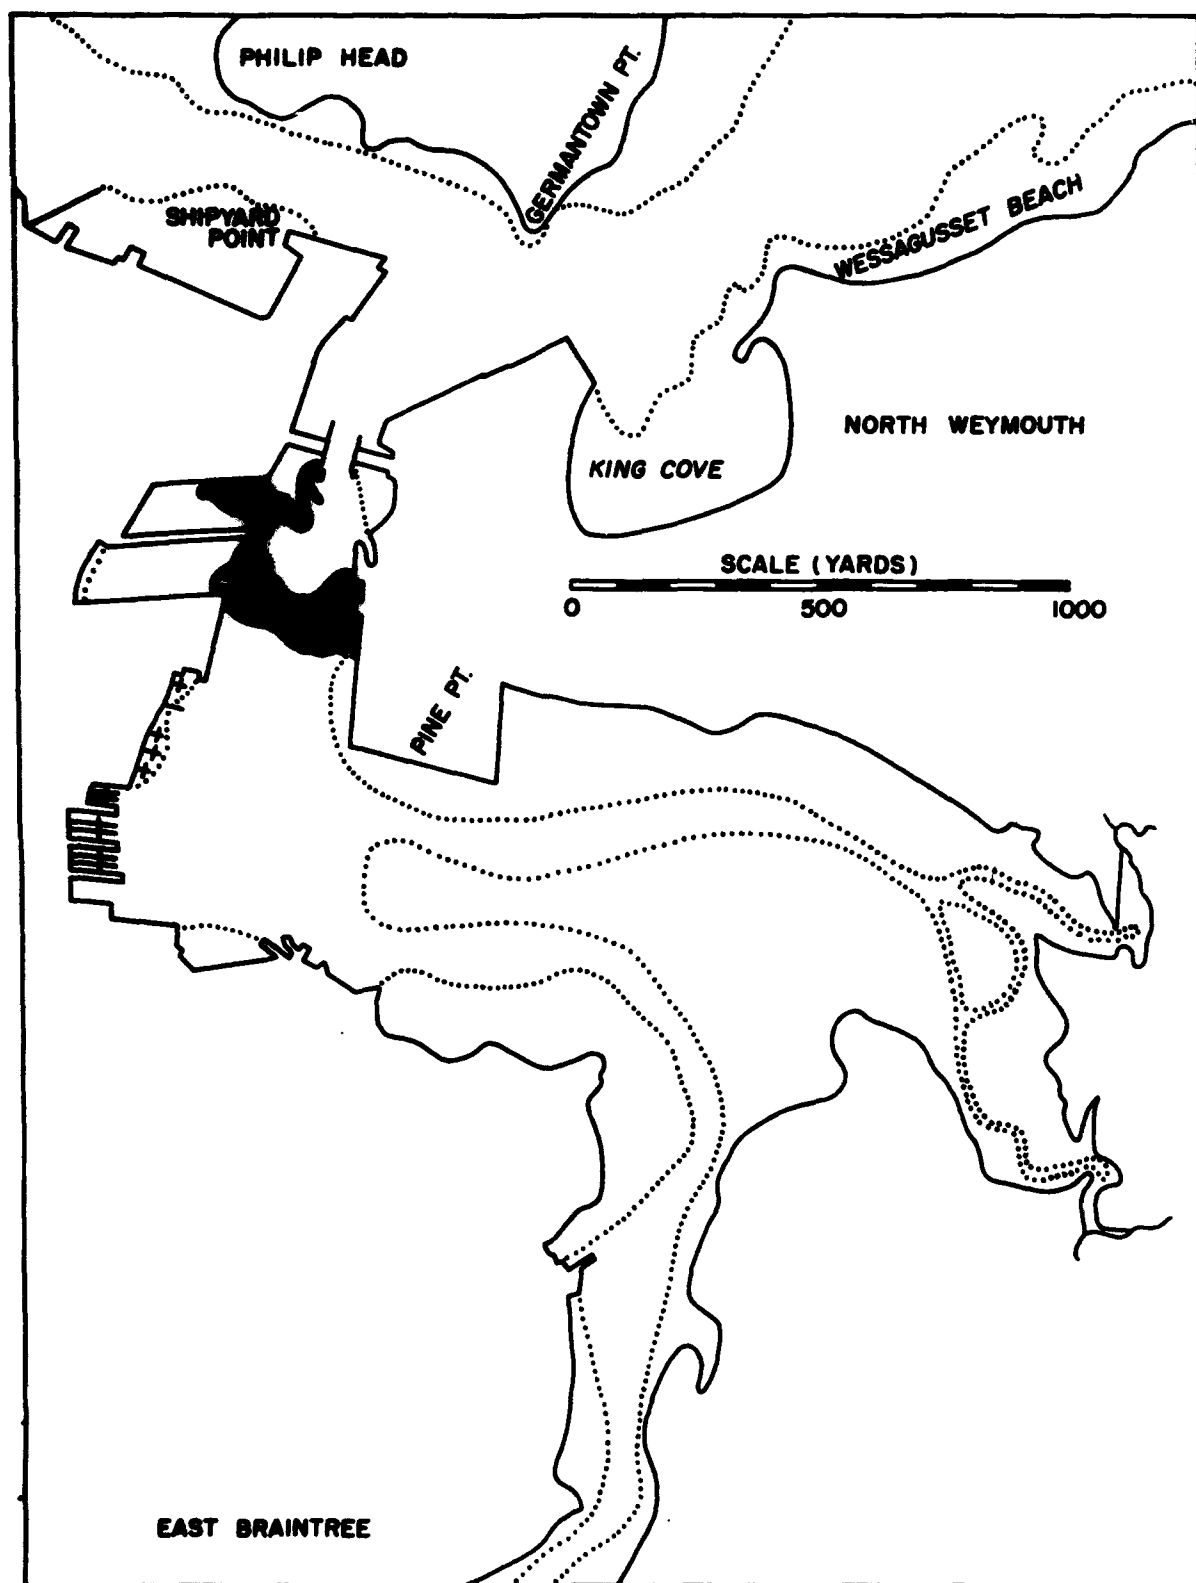 PHILIP HEAD
GERMANTOWN PT.
SHIPYARD
POINT
WESSAGUSSET BEACH
NORTH WEYMOUTH
KING COVE
SCALE (YARDS)
0 500 1000
PINE PT.
EAST BRAINTREE